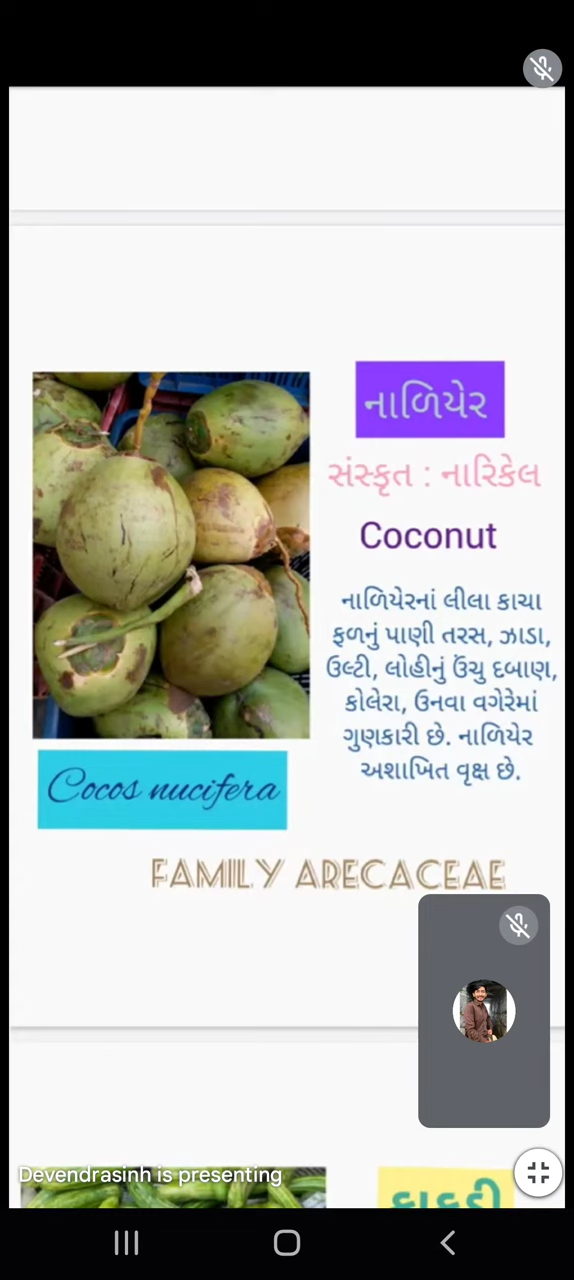 નાળિયેર
સંસ્કૃત : નારિકેલ
Coconut
નાળિયેરનાં લીલા કાચા
ફળનું પાણી તરસ, ઝાડા,
ઉલ્ટી, લોહીનું ઉંચુ દબાણ,
કોલેરા, ઉનવા વગેરેમાં
ગુણકારી છે. નાળિયેર
અશાખિત વૃક્ષ છે.
Cocos nucifera
FAMILY ARECACEAE
Devendrasinh is presenting